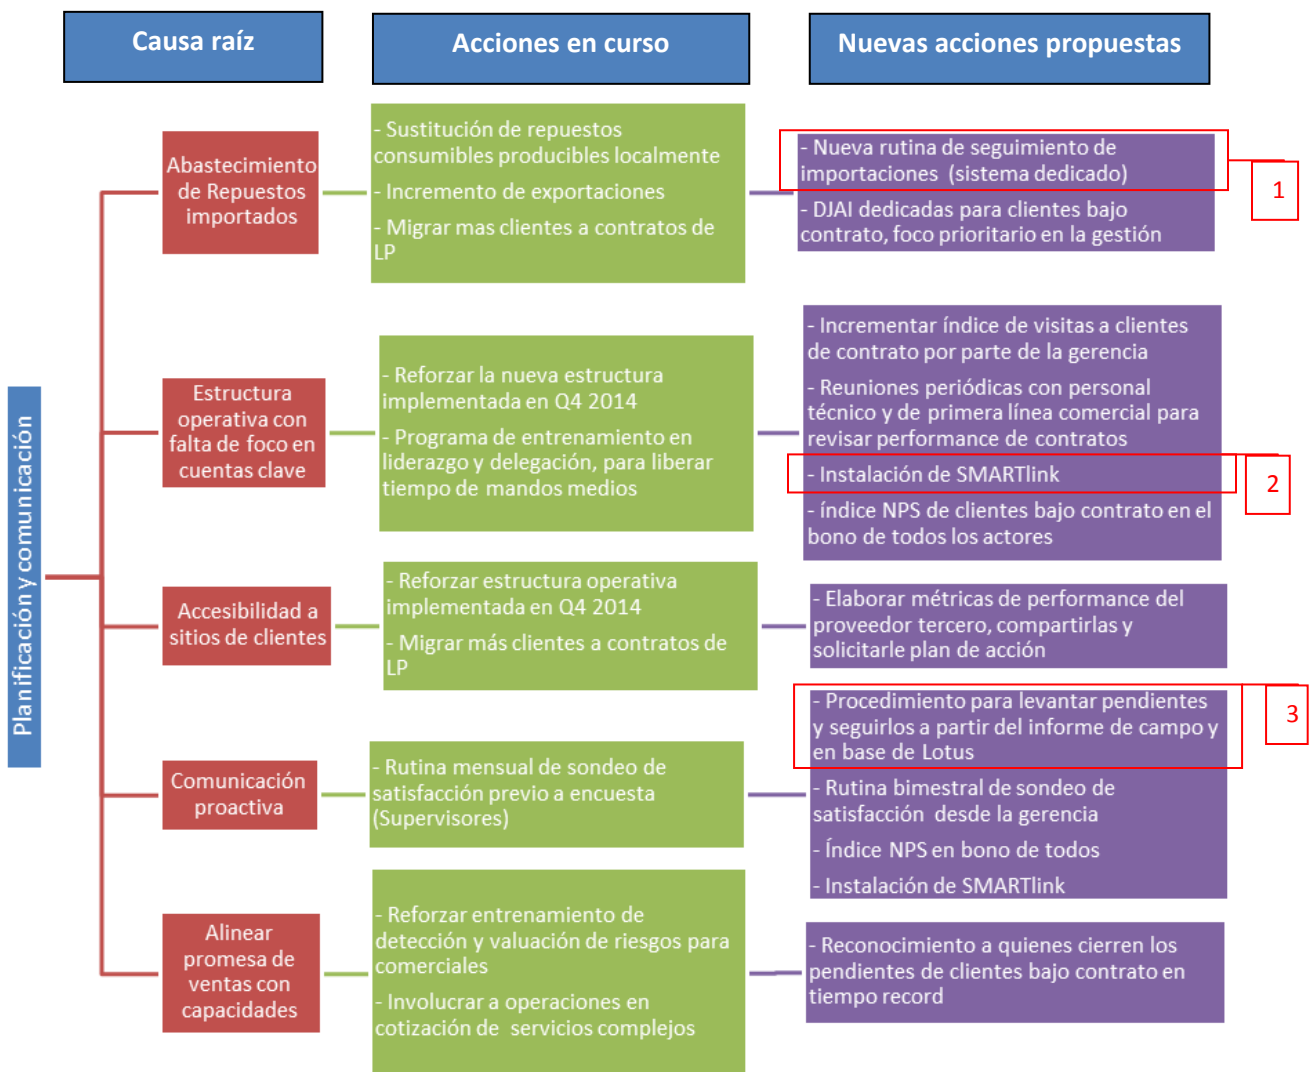 Causa raíz
Acciones en curso
Nuevas acciones propuestas
Planificación y comunicación
Abastecimiento
de Repuestos
importados
- Sustitución de repuestos
consumibles producibles localmente
- Incremento de exportaciones
- Migrar mas clientes a contratos de
LP
- Nueva rutina de seguimiento de
importaciones (sistema dedicado)
- DJAI dedicadas para clientes bajo
contrato, foco prioritario en la gestión
1
Estructura
operativa con
falta de foco en
cuentas clave
- Reforzar la nueva estructura
implementada en Q4 2014
- Programa de entrenamiento en
liderazgo y delegación, para liberar
tiempo de mandos medios
- Incrementar índice de visitas a clientes
de contrato por parte de la gerencia
- Reuniones periódicas con personal
técnico y de primera línea comercial para
revisar performance de contratos
- Instalación de SMARTlink
- índice NPS de clientes bajo contrato en el
bono de todos los actores
2
Accesibilidad a
sitios de clientes
- Reforzar estructura operativa
implementada en Q4 2014
- Migrar más clientes a contratos de
LP
- Elaborar métricas de performance del
proveedor tercero, compartirlas y
solicitarle plan de acción
Comunicación
proactiva
- Rutina mensual de sondeo de
satisfacción previo a encuesta
(Supervisores)
- Procedimiento para levantar pendientes
y seguirlos a partir del informe de campo y
en base de Lotus
- Rutina bimestral de sondeo de
satisfacción desde la gerencia
- Índice NPS en bono de todos
- Instalación de SMARTlink
3
Alinear
promesa de
ventas con
capacidades
- Reforzar entrenamiento de
detección y valuación de riesgos para
comerciales
- Involucrar a operaciones en
cotización de servicios complejos
- Reconocimiento a quienes cierren los
pendientes de clientes bajo contrato en
tiempo record